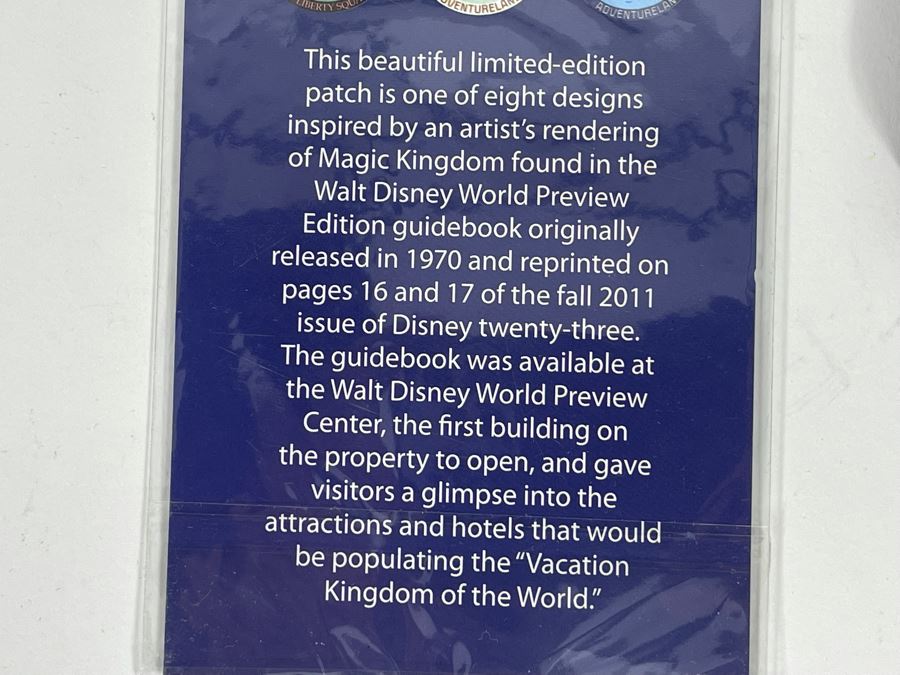 LIBERTY SQUA
ADVENTURELAN
This beautiful limited-edition
patch is one of eight designs
inspired by an artist's rendering
of Magic Kingdom found in the
Walt Disney World Preview
Edition guidebook originally
released in 1970 and reprinted on
pages 16 and 17 of the fall 2011
issue of Disney twenty-three.
The guidebook was available at
the Walt Disney World Preview
Center, the first building on
the property to open, and gave
visitors a glimpse into the
attractions and hotels that would
be populating the “Vacation
Kingdom of the World.”